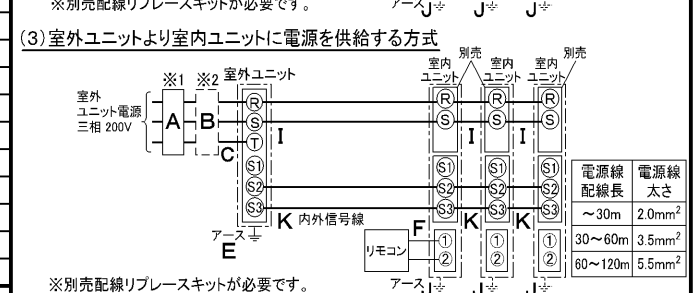 ※別売配線リプレースキットが必要です。
アース J J J
(3)室外ユニットより室内ユニットに電源を供給する方式
※1 ※2 室外ユニット
室内ユニット 別売 室内ユニット 室内ユニット 別売
室外
ユニット電源
三相 200V
A B C
R S T S1 S2 S3
I I I
R S S1 S2 S3
R S S1 S2 S3
R S S1 S2 S3
K 内外信号線 K K
アース
E
F
リモコン
① ② ① ② ① ②
アース J J J
電源線配線長 電源線太さ
～30m 2.0mm²
30～60m 3.5mm²
60～120m 5.5mm²
※別売配線リプレースキットが必要です。